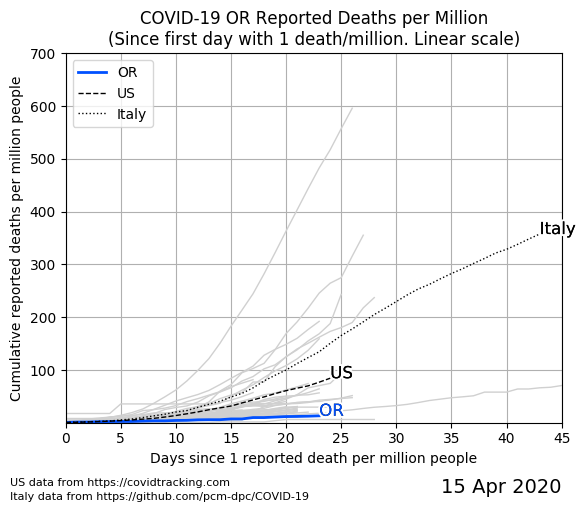 COVID-19 OR Reported Deaths per Million
(Since first day with 1 death/million. Linear scale)
700
600
500
400
300
200
100
Cumulative reported deaths per million people
OR
US
Italy
Italy
US
OR
0 5 10 15 20 25 30 35 40 45
Days since 1 reported death per million people
US data from https://covidtracking.com
Italy data from https://github.com/pcm-dpc/COVID-19
15 Apr 2020